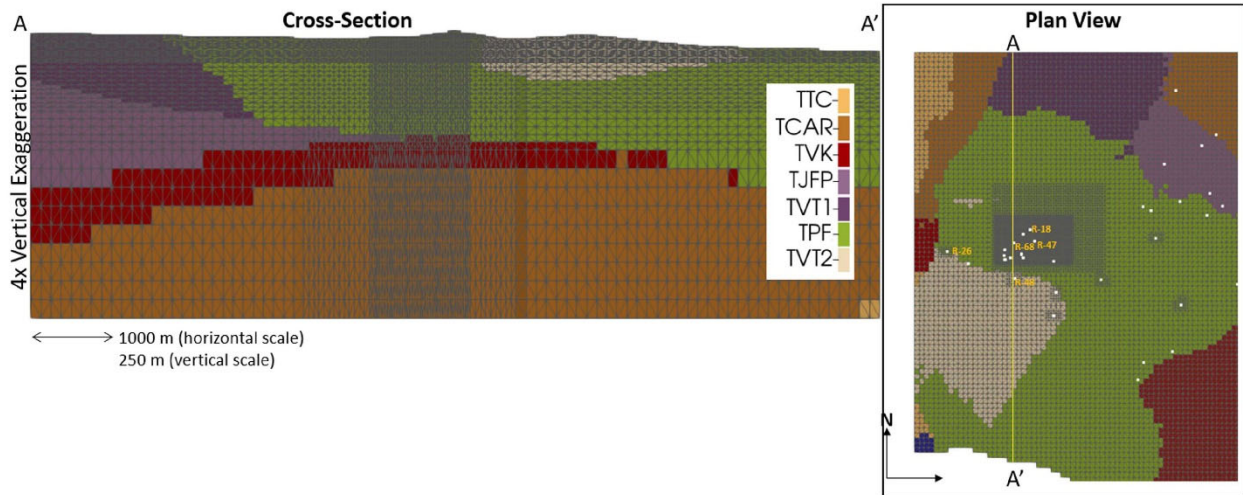 A
Cross-Section
A'
4x Vertical Exaggeration
TTC
TCAR
TVK
TJFP
TVT1
TPF
TVT2
1000 m (horizontal scale)
250 m (vertical scale)
Plan View
A
R-18
R-68
R-47
R-26
N
A'